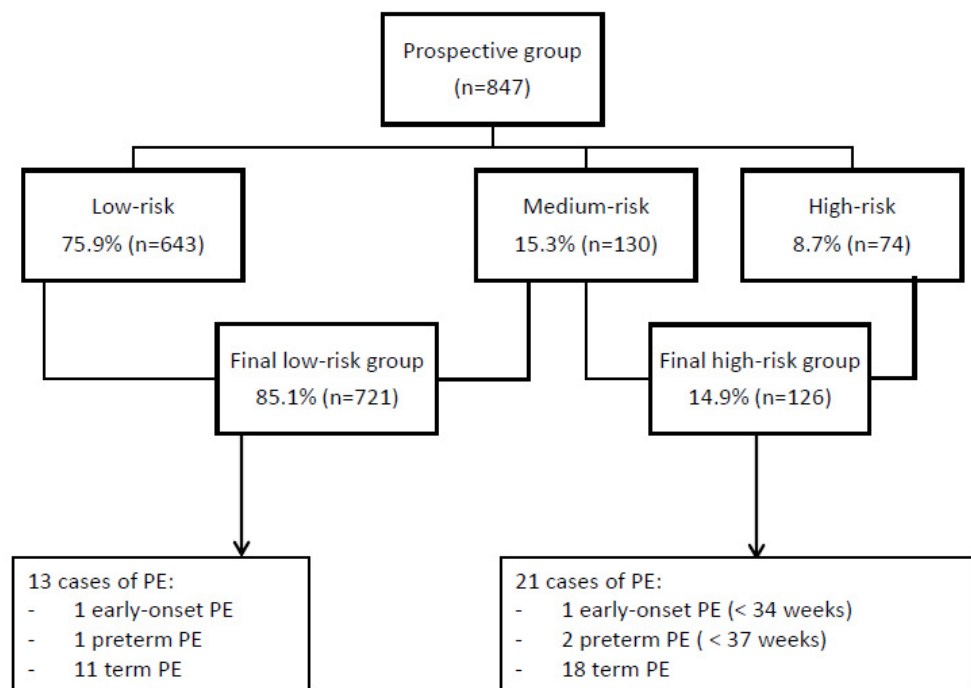 Prospective group
(n=847)
Low-risk
75.9% (n=643)
Medium-risk
15.3% (n=130)
High-risk
8.7% (n=74)
Final low-risk group
85.1% (n=721)
Final high-risk group
14.9% (n=126)
13 cases of PE:
- 1 early-onset PE
- 1 preterm PE
- 11 term PE
21 cases of PE:
- 1 early-onset PE (< 34 weeks)
- 2 preterm PE ( < 37 weeks)
- 18 term PE